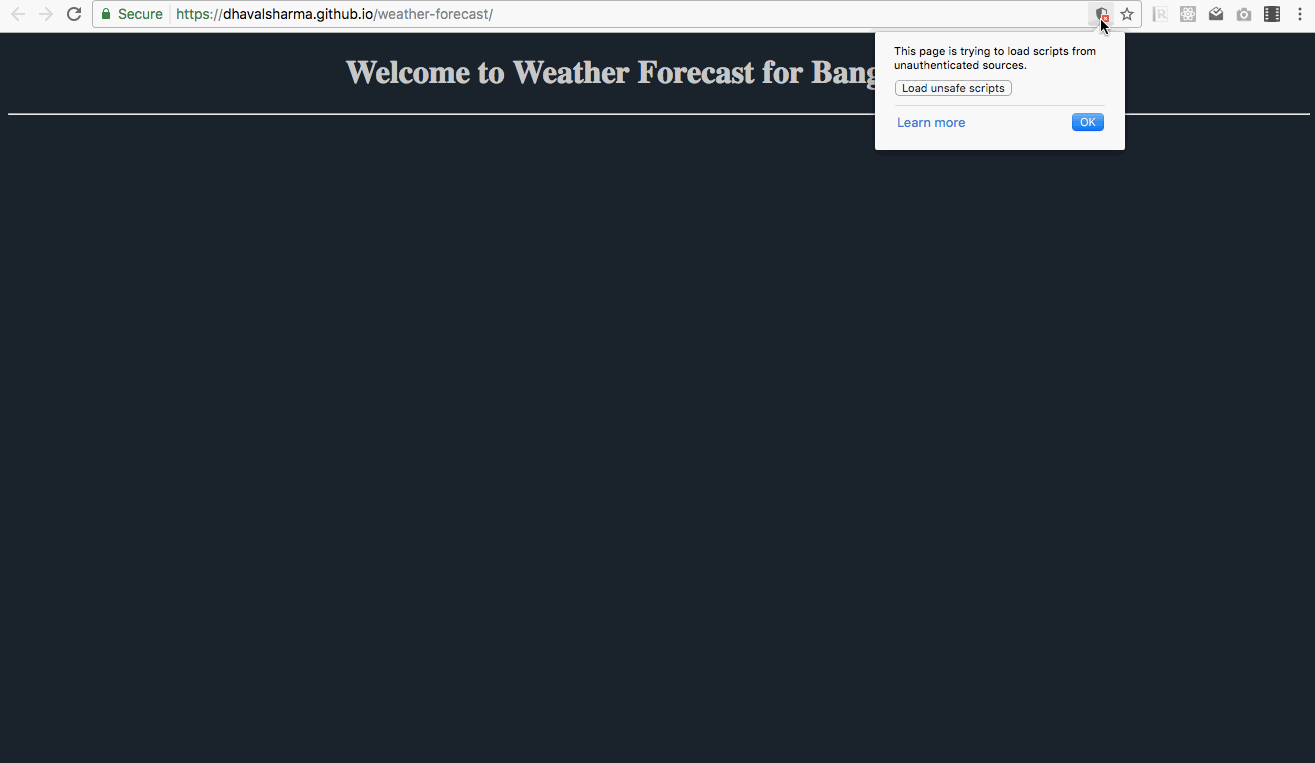 Secure https://dhavalsharma.github.io/weather-forecast/
Welcome to Weather Forecast for Bang
This page is trying to load scripts from
unauthenticated sources.
Load unsafe scripts
Learn more OK